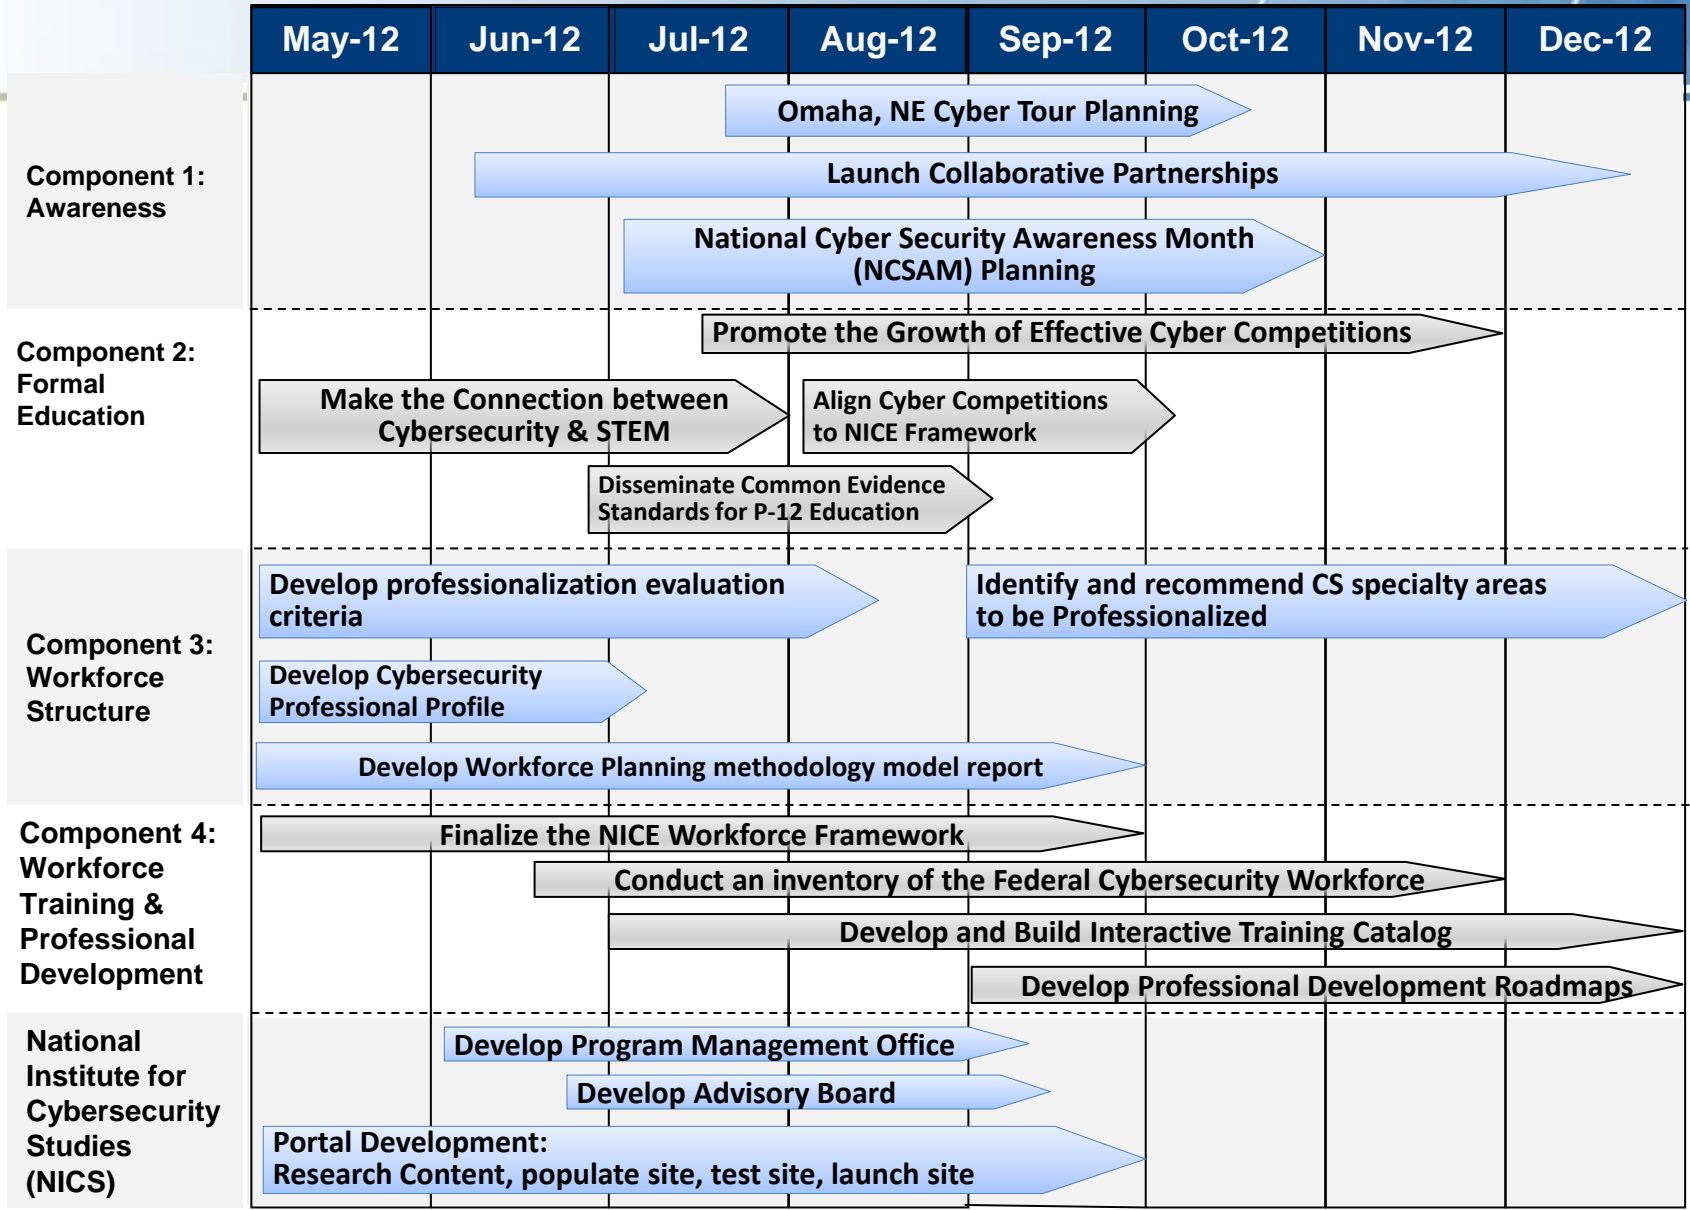 May-12 Jun-12 Jul-12 Aug-12 Sep-12 Oct-12 Nov-12 Dec-12
Component 1:
Awareness
Omaha, NE Cyber Tour Planning
Launch Collaborative Partnerships
National Cyber Security Awareness Month
(NCSAM) Planning
Component 2:
Formal
Education
Promote the Growth of Effective Cyber Competitions
Make the Connection between
Cybersecurity & STEM
Align Cyber Competitions
to NICE Framework
Disseminate Common Evidence
Standards for P-12 Education
Component 3:
Workforce
Structure
Develop professionalization evaluation
criteria
Identify and recommend CS specialty areas
to be Professionalized
Develop Cybersecurity
Professional Profile
Develop Workforce Planning methodology model report
Component 4:
Workforce
Training &
Professional
Development
Finalize the NICE Workforce Framework
Conduct an inventory of the Federal Cybersecurity Workforce
Develop and Build Interactive Training Catalog
Develop Professional Development Roadmaps
National
Institute for
Cybersecurity
Studies
(NICS)
Develop Program Management Office
Develop Advisory Board
Portal Development:
Research Content, populate site, test site, launch site